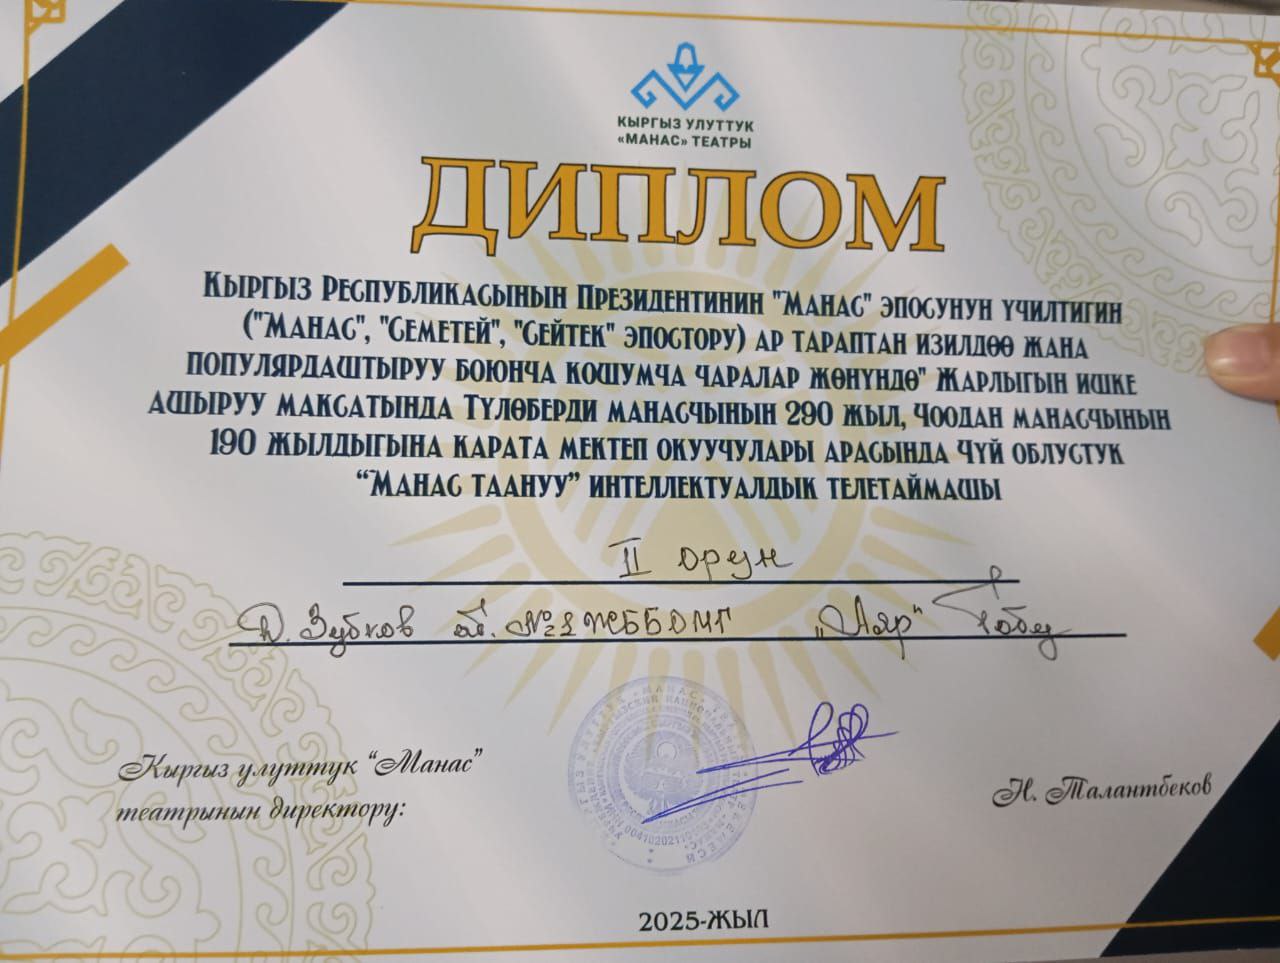 КЫРГЫЗ УЛУТТУК
«МАНАС» ТЕАТРЫ
ДИПЛОМ
КЫРГЫЗ РЕСПУБЛИКАСЫНЫН ПРЕЗИДЕНТИНИН "МАНАС" ЭПОСУНУН ҮЧИЛТИГИН
("МАНАС", "СЕМЕТЕЙ", "СЕЙТЕК" ЭПОСТОРУ) АР ТАРАПТАН ИЗИЛДӨӨ ЖАНА
ПОПУЛЯРДАШТЫРУУ БОЮНЧА КОШУМЧА ЧАРАЛАР ЖӨНҮНДӨ" ЖАРЛЫГЫН ИШКЕ
АШЫРУУ МАКСАТЫНДА ТҮЛӨБЕРДИ МАНАСЧЫНЫН 290 ЖЫЛ, ЧООДАН МАНАСЧЫНЫН
190 ЖЫЛДЫГЫНА КАРАТА МЕКТЕП ОКУУЧУЛАРЫ АРАСЫНДА ЧҮЙ ОБЛУСТУК
“МАНАС ТААНУУ” ИНТЕЛЛЕКТУАЛДЫК ТЕЛЕТАЙМАШЫ
II орун
Д. Зубков ЖББОМГ „Аяр" тобу
Кыргыз улуттук “Манас”
театрынын директору:
Н. Талантбеков
2025-ЖЫЛ